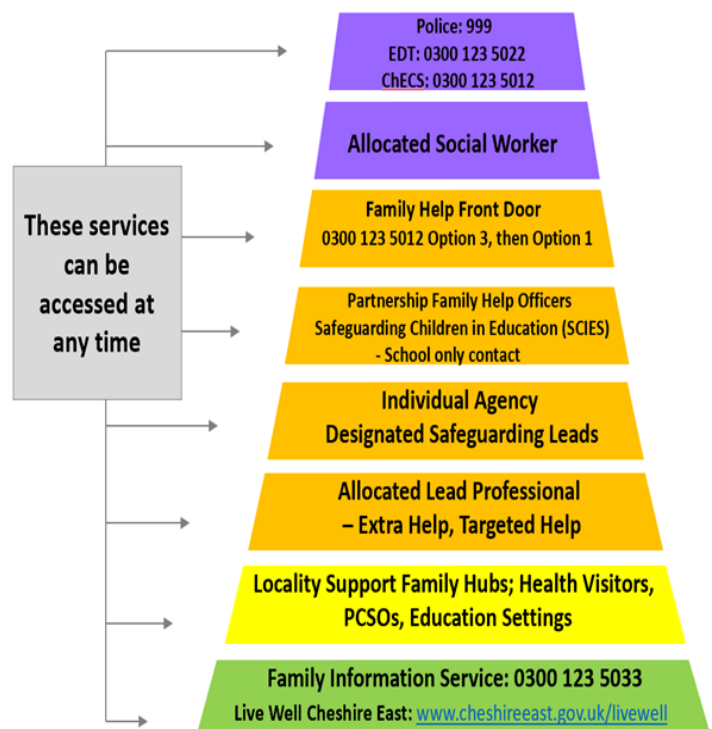 Police: 999
EDT: 0300 123 5022
ChECS: 0300 123 5012
Allocated Social Worker
These services
can be
accessed at
any time
Family Help Front Door
0300 123 5012 Option 3, then Option 1
Partnership Family Help Officers
Safeguarding Children in Education (SCIES)
- School only contact
Individual Agency
Designated Safeguarding Leads
Allocated Lead Professional
– Extra Help, Targeted Help
Locality Support Family Hubs; Health Visitors,
PCSOs, Education Settings
Family Information Service: 0300 123 5033
Live Well Cheshire East: www.cheshireeast.gov.uk/livewell